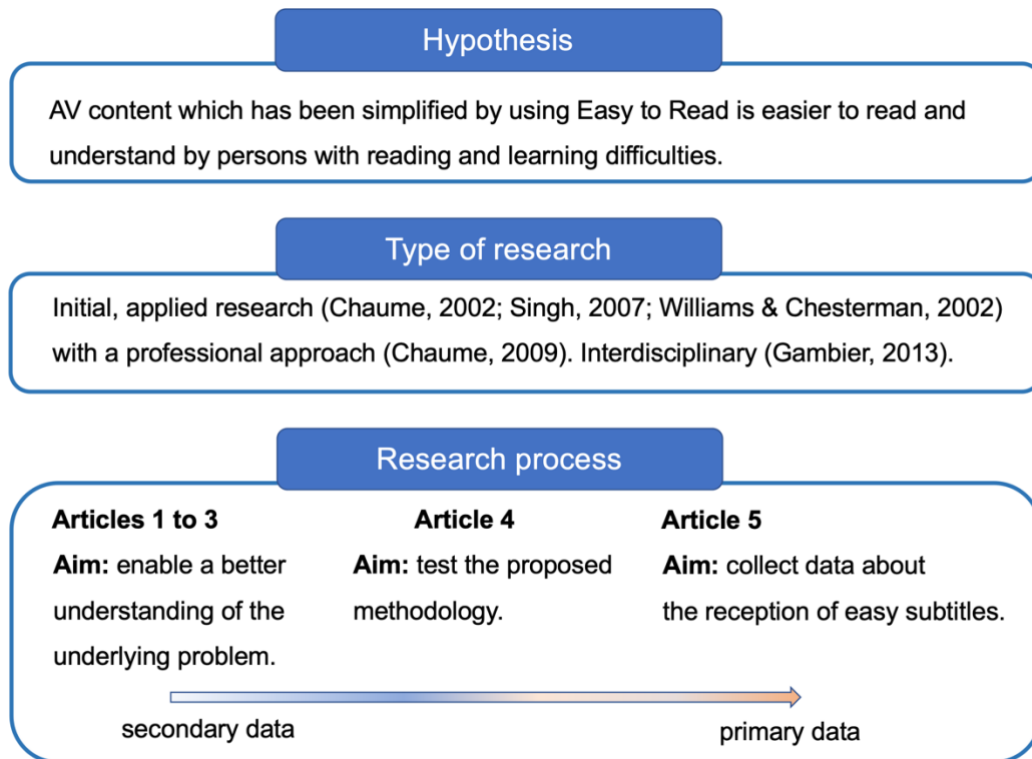 Hypothesis
AV content which has been simplified by using Easy to Read is easier to read and
understand by persons with reading and learning difficulties.
Type of research
Initial, applied research (Chaume, 2002; Singh, 2007; Williams & Chesterman, 2002)
with a professional approach (Chaume, 2009). Interdisciplinary (Gambier, 2013).
Research process
Articles 1 to 3
Aim: enable a better
understanding of the
underlying problem.
Article 4
Aim: test the proposed
methodology.
Article 5
Aim: collect data about
the reception of easy subtitles.
secondary data
primary data